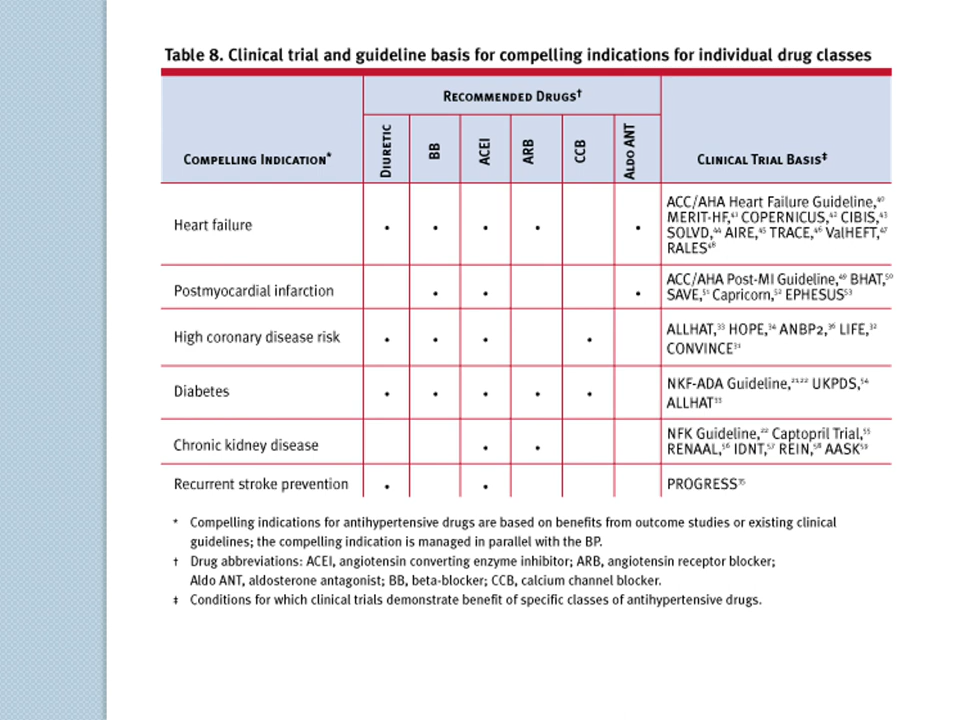 Table 8. Clinical trial and guideline basis for compelling indications for individual drug classes
Recommended Drugs†
Compelling Indication*
Diuretic
BB
ACEI
ARB
CCB
Aldo ANT
Clinical Trial Basis‡
Heart failure • • • • •
ACC/AHA Heart Failure Guideline,⁴⁰
MERIT-HF,⁴¹ COPERNICUS,⁴² CIBIS,⁴³
SOLVD,⁴⁴ AIRE,⁴⁵ TRACE,⁴⁶ ValHEFT,⁴⁷
RALES⁴⁸
Postmyocardial infarction • • •
ACC/AHA Post-MI Guideline,⁴⁹ BHAT,⁵⁰
SAVE,⁵¹ Capricorn,⁵² EPHESUS⁵³
High coronary disease risk • • • •
ALLHAT,³³ HOPE,³⁴ ANBP2,³⁶ LIFE,³²
CONVINCE³¹
Diabetes • • • • •
NKF-ADA Guideline,²¹,²² UKPDS,⁵⁴
ALLHAT³³
Chronic kidney disease • •
NFK Guideline,²² Captopril Trial,⁵⁵
RENAAL,⁵⁶ IDNT,⁵⁷ REIN,⁵⁸ AASK⁵⁹
Recurrent stroke prevention • •
PROGRESS³⁵
* Compelling indications for antihypertensive drugs are based on benefits from outcome studies or existing clinical
guidelines; the compelling indication is managed in parallel with the BP.
† Drug abbreviations: ACEI, angiotensin converting enzyme inhibitor; ARB, angiotensin receptor blocker;
Aldo ANT, aldosterone antagonist; BB, beta-blocker; CCB, calcium channel blocker.
‡ Conditions for which clinical trials demonstrate benefit of specific classes of antihypertensive drugs.